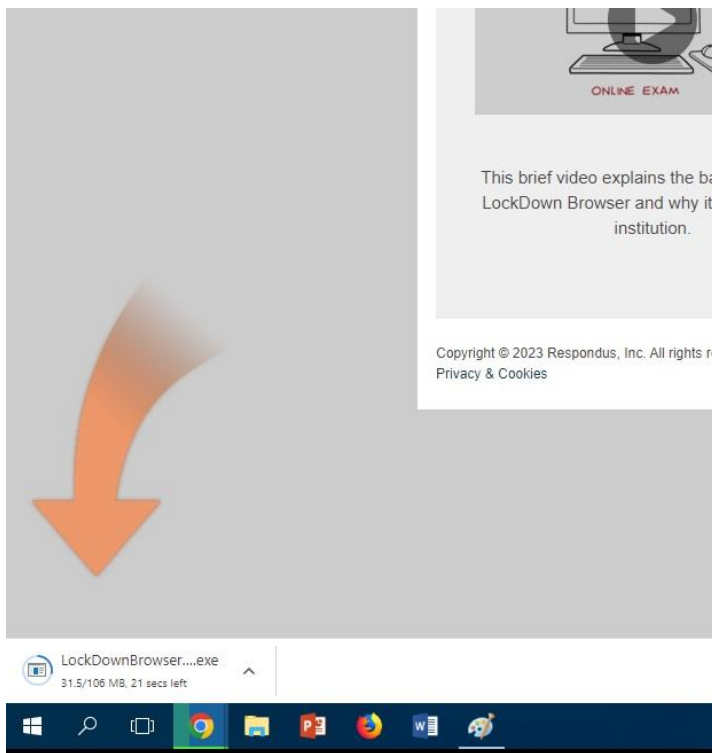 ONLINE EXAM
This brief video explains the
LockDown Browser and why it
institution.
Copyright © 2023 Respondus, Inc. All rights
Privacy & Cookies
LockDownBrowser....exe
31.5/106 MB, 21 secs left